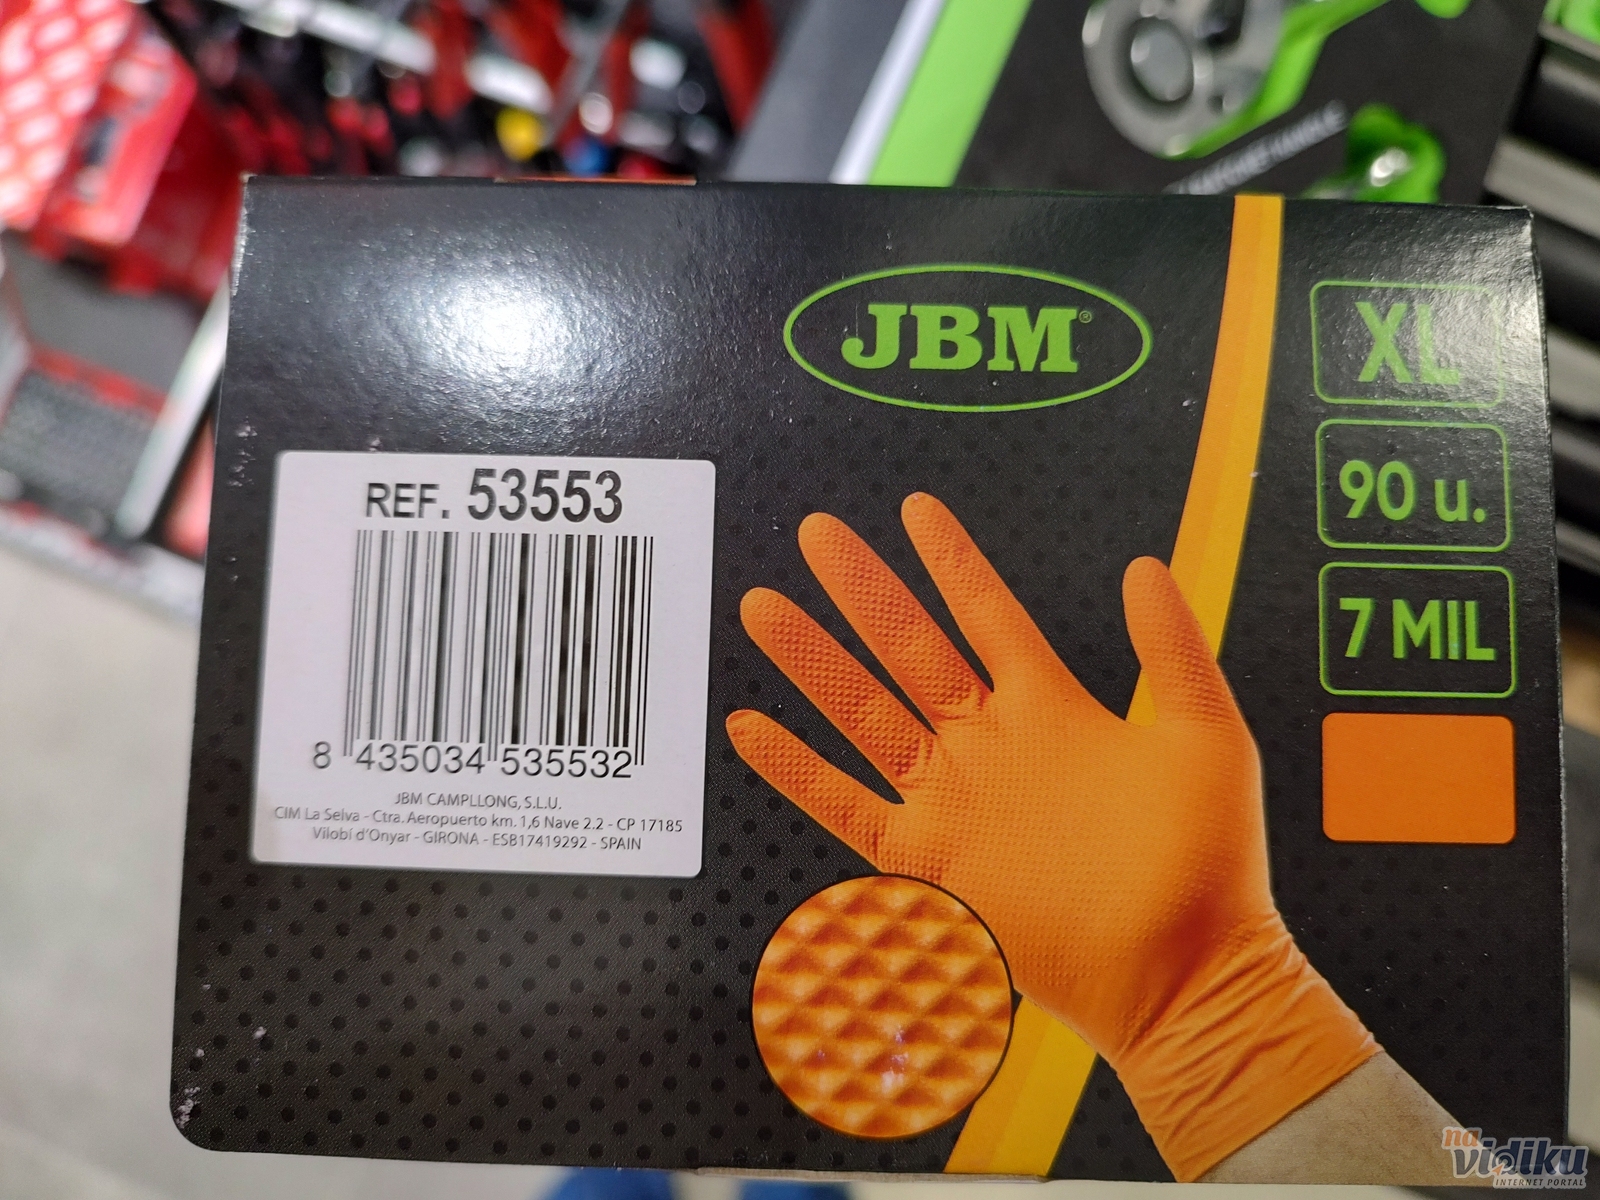 JBM®
XL
90 u.
7 MIL
REF. 53553
8 435034 535532
JBM CAMPLLONG, S.L.U.
CIM La Selva - Ctra. Aeropuerto km. 1,6 Nave 2.2 - CP 17185
Vilobí d'Onyar - GIRONA - ESB17419292 - SPAIN
na
vidiku
INTERNET PORTAL